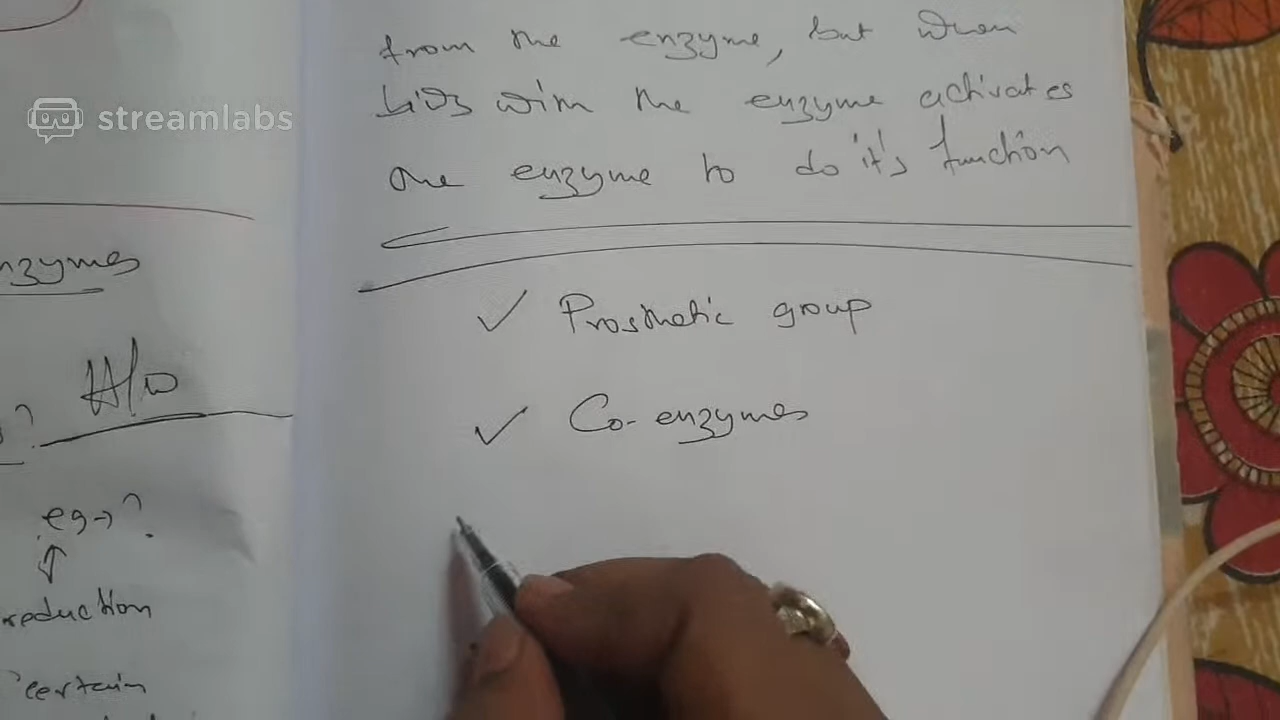 streamlabs
nzymes
H/w
?
eg→?
reduction
certain
from the enzyme, but when
with the enzyme activates
the enzyme to do it's function
✓ Prosthetic group
✓ Co-enzymes